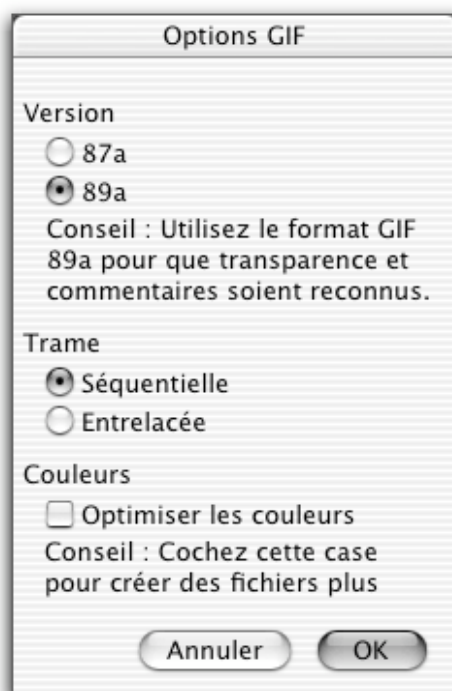 Options GIF
Version
87a
89a
Conseil : Utilisez le format GIF
89a pour que transparence et
commentaires soient reconnus.
Trame
Séquentielle
Entrelacée
Couleurs
Optimiser les couleurs
Conseil : Cochez cette case
pour créer des fichiers plus
Annuler
OK